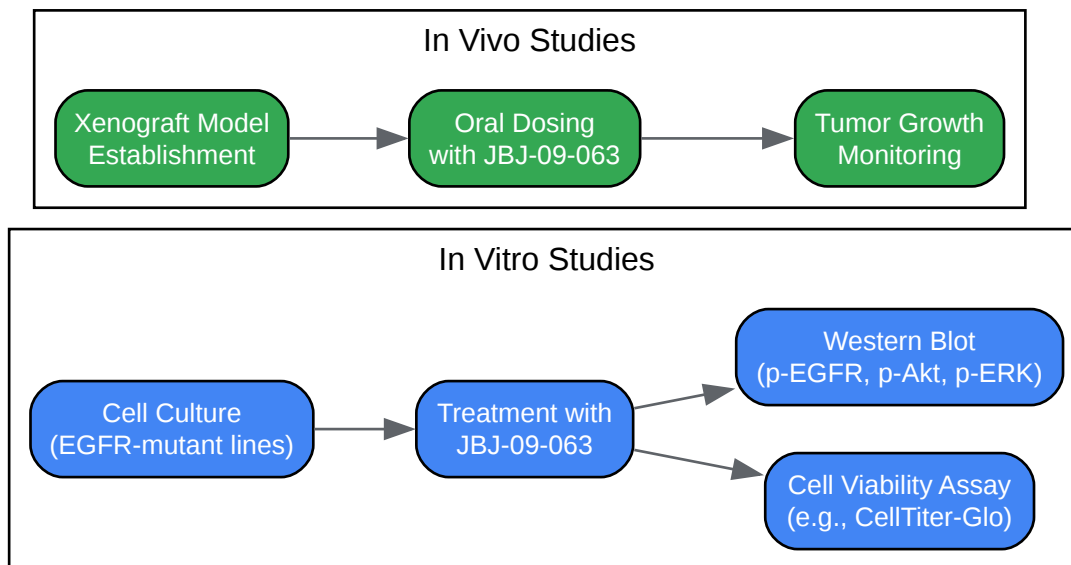 In Vivo Studies
Xenograft Model
Establishment
Oral Dosing
with JBJ-09-063
Tumor Growth
Monitoring
In Vitro Studies
Cell Culture
(EGFR-mutant lines)
Treatment with
JBJ-09-063
Western Blot
(p-EGFR, p-Akt, p-ERK)
Cell Viability Assay
(e.g., CellTiter-Glo)